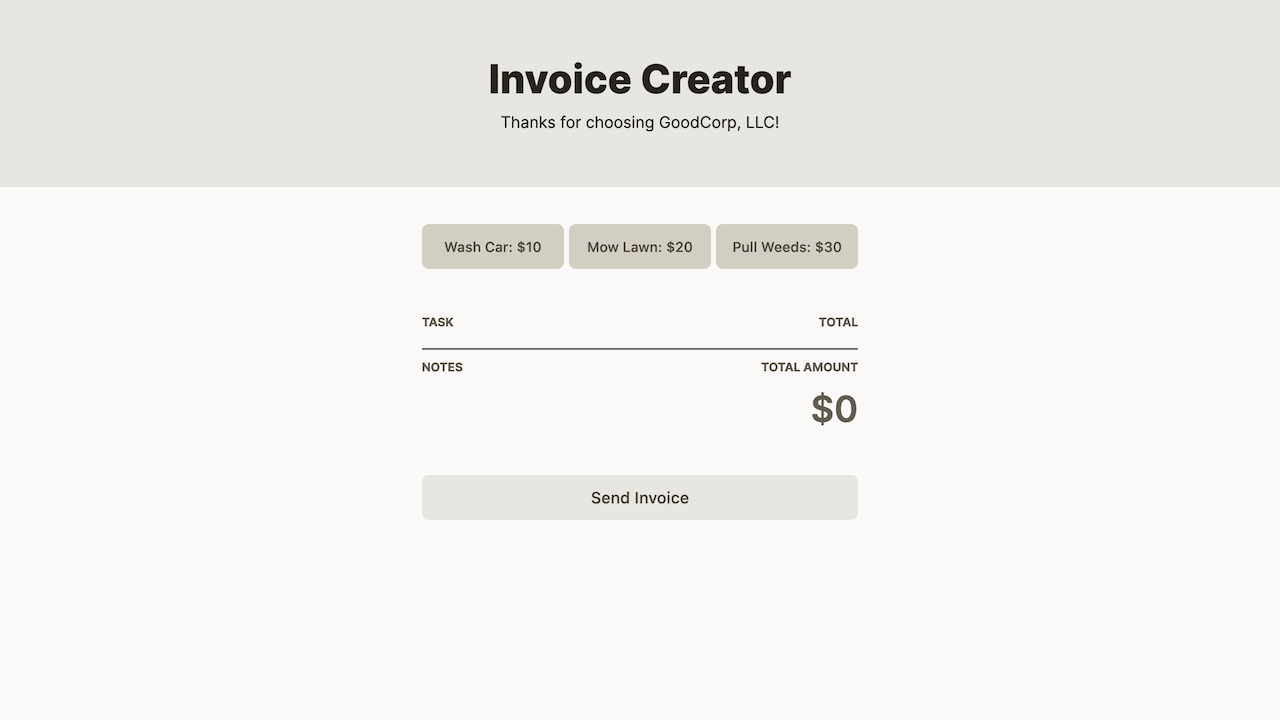 Invoice Creator
Thanks for choosing GoodCorp, LLC!
Wash Car: $10 Mow Lawn: $20 Pull Weeds: $30
TASK TOTAL
NOTES TOTAL AMOUNT
$0
Send Invoice